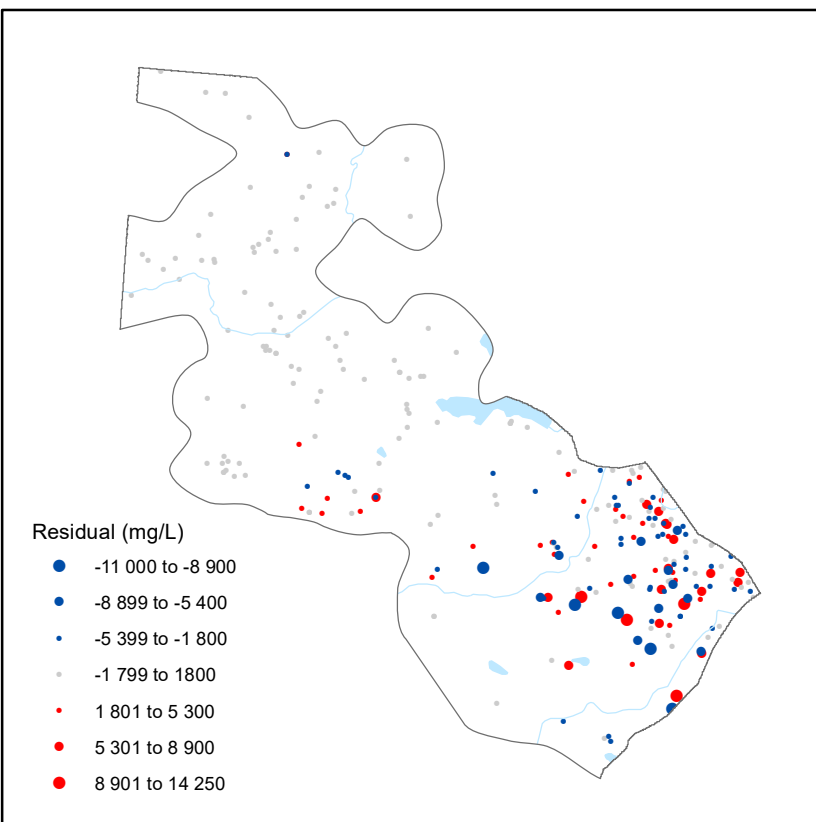 Residual (mg/L)
-11 000 to -8 900
-8 899 to -5 400
-5 399 to -1 800
-1 799 to 1800
1 801 to 5 300
5 301 to 8 900
8 901 to 14 250